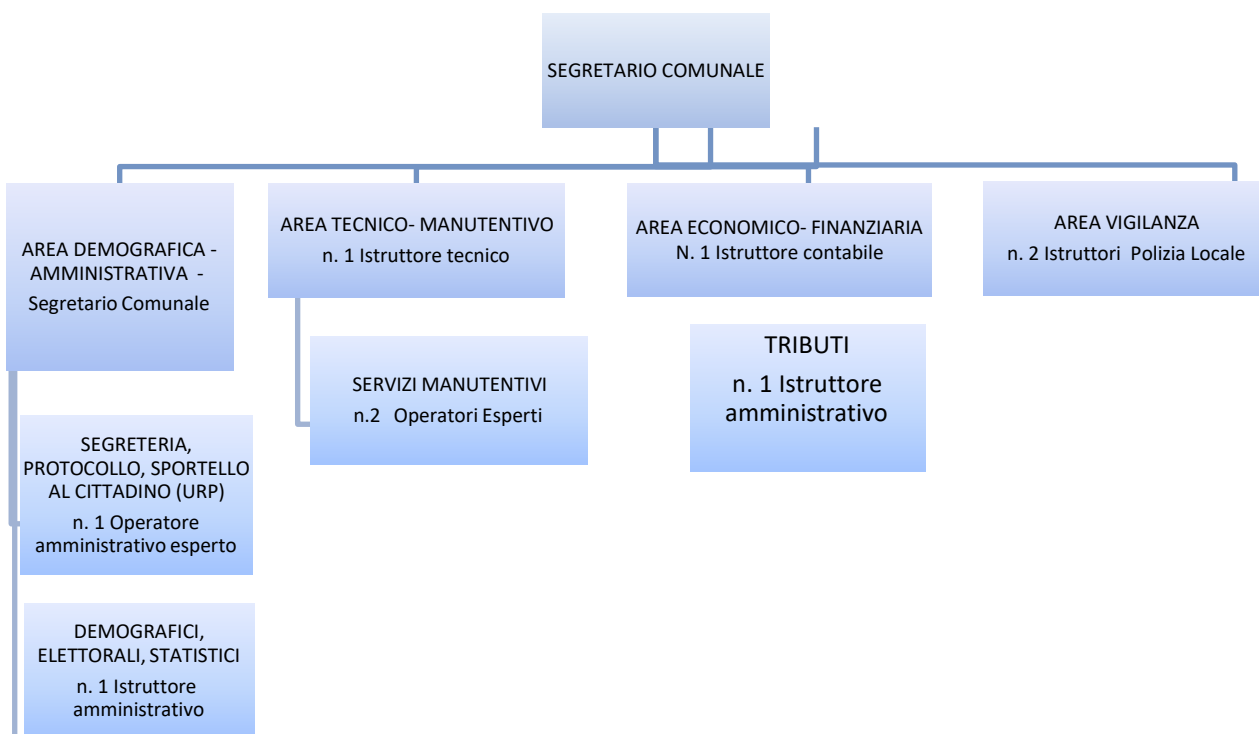 SEGRETARIO COMUNALE
AREA DEMOGRAFICA -
AMMINISTRATIVA -
Segretario Comunale
AREA TECNICO- MANUTENTIVO
n. 1 Istruttore tecnico
AREA ECONOMICO- FINANZIARIA
N. 1 Istruttore contabile
AREA VIGILANZA
n. 2 Istruttori Polizia Locale
SERVIZI MANUTENTIVI
n.2 Operatori Esperti
TRIBUTI
n. 1 Istruttore
amministrativo
SEGRETERIA,
PROTOCOLLO, SPORTELLO
AL CITTADINO (URP)
n. 1 Operatore
amministrativo esperto
DEMOGRAFICI,
ELETTORALI, STATISTICI
n. 1 Istruttore
amministrativo